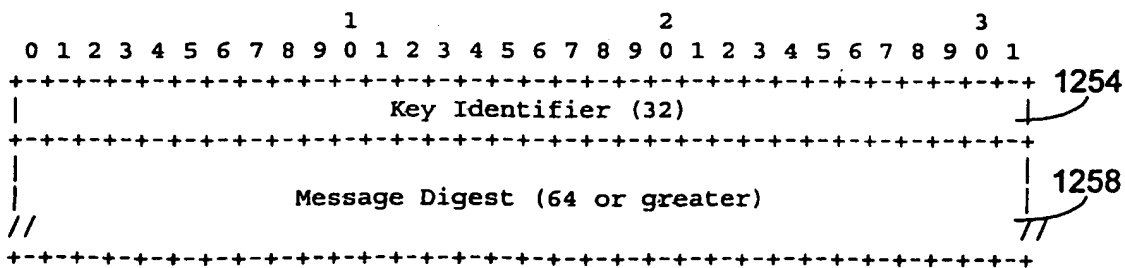 1                   2                   3
 0 1 2 3 4 5 6 7 8 9 0 1 2 3 4 5 6 7 8 9 0 1 2 3 4 5 6 7 8 9 0 1
+-+-+-+-+-+-+-+-+-+-+-+-+-+-+-+-+-+-+-+-+-+-+-+-+-+-+-+-+-+-+-+-+
| Key Identifier (32) | 1254
+-+-+-+-+-+-+-+-+-+-+-+-+-+-+-+-+-+-+-+-+-+-+-+-+-+-+-+-+-+-+-+-+
| |
| Message Digest (64 or greater) | 1258
// //
+-+-+-+-+-+-+-+-+-+-+-+-+-+-+-+-+-+-+-+-+-+-+-+-+-+-+-+-+-+-+-+-+